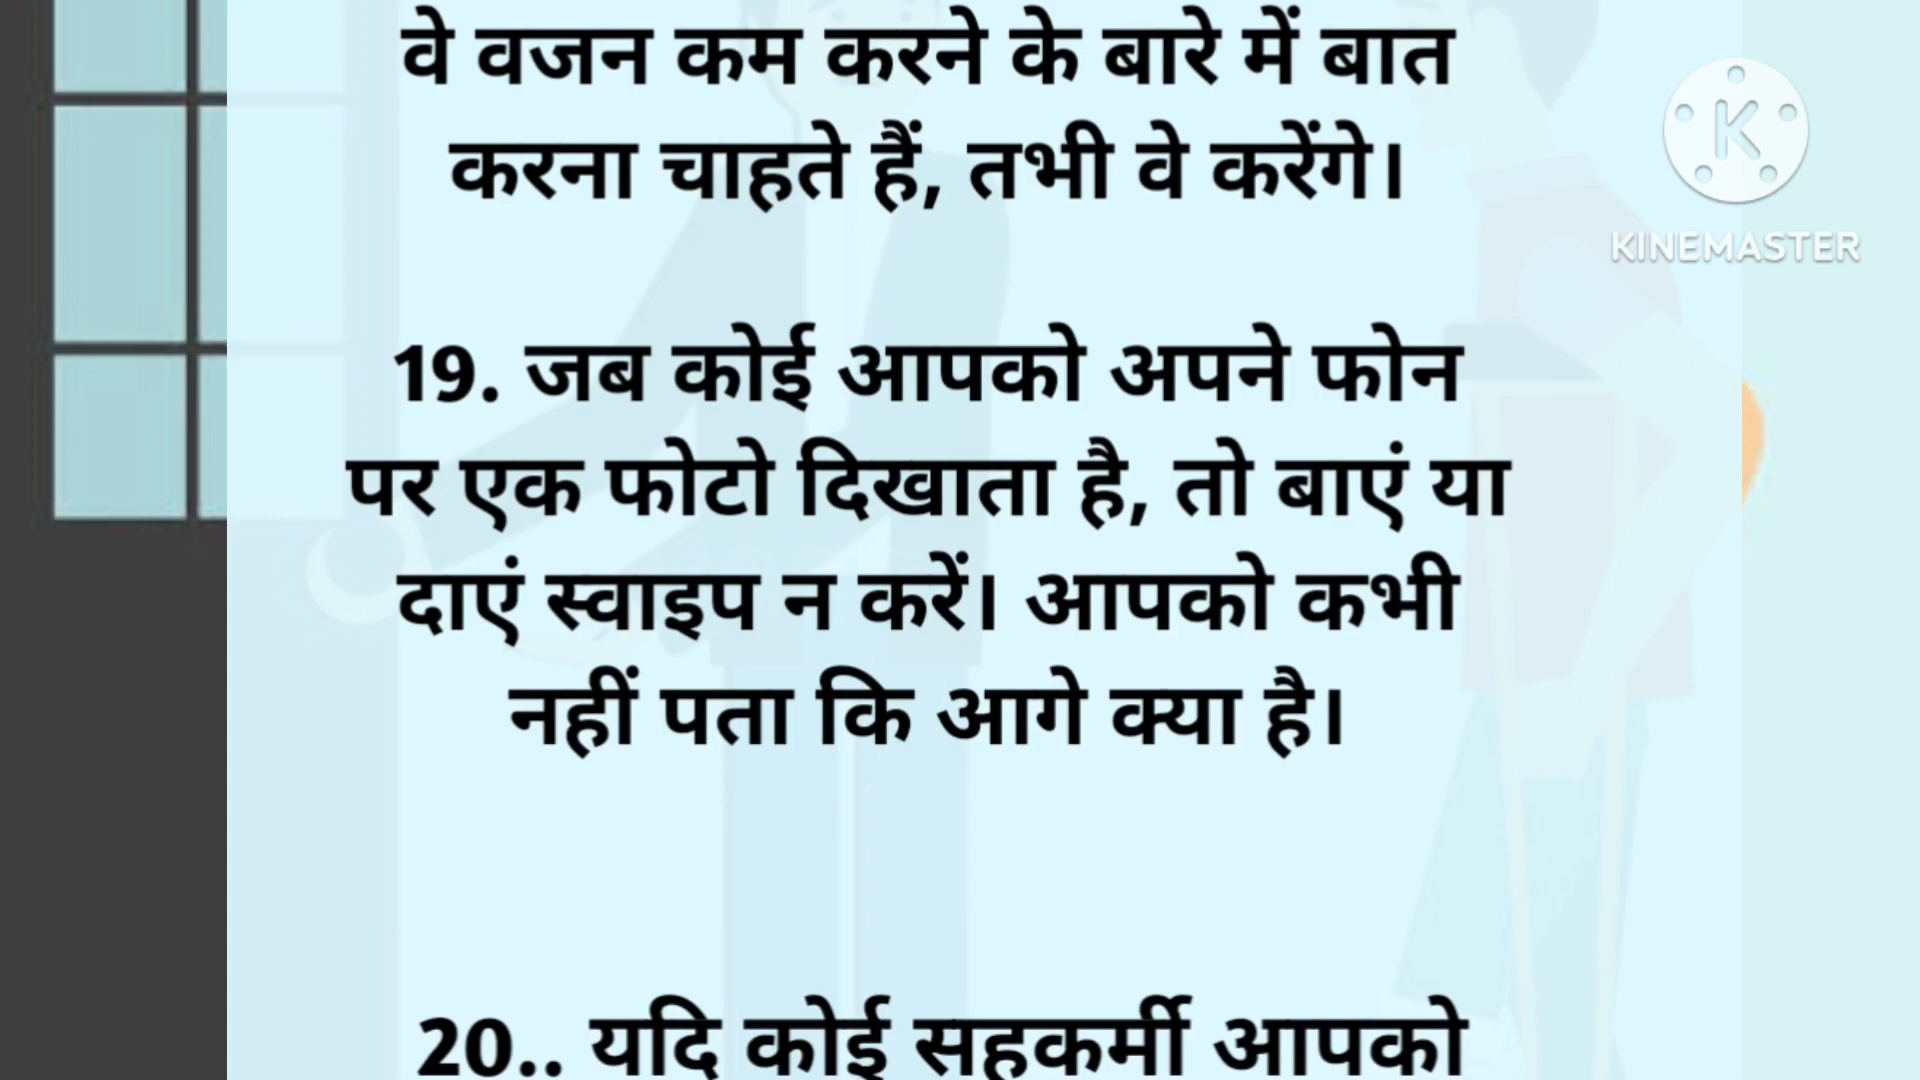 वे वजन कम करने के बारे में बात
करना चाहते हैं, तभी वे करेंगे।
KINEMASTER
19. जब कोई आपको अपने फोन
पर एक फोटो दिखाता है, तो बाएं या
दाएं स्वाइप न करें। आपको कभी
नहीं पता कि आगे क्या है।
20.. यदि कोई सहकर्मी आपको